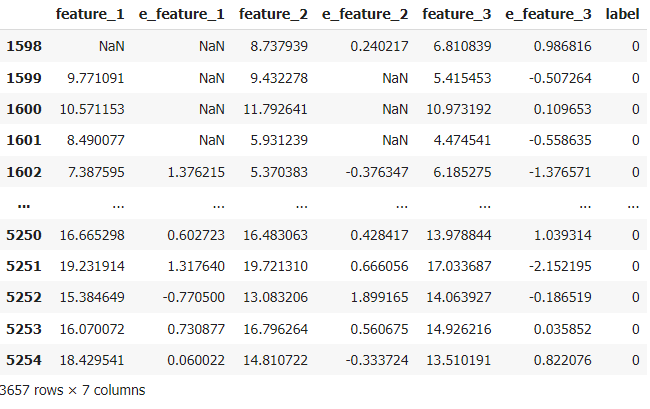 feature_1 e_feature_1 feature_2 e_feature_2 feature_3 e_feature_3 label
1598 NaN NaN 8.737939 0.240217 6.810839 0.986816 0
1599 9.771091 NaN 9.432278 NaN 5.415453 -0.507264 0
1600 10.571153 NaN 11.792641 NaN 10.973192 0.109653 0
1601 8.490077 NaN 5.931239 NaN 4.474541 -0.558635 0
1602 7.387595 1.376215 5.370383 -0.376347 6.185275 -1.376571 0
... ... ... ... ... ... ... ...
5250 16.665298 0.602723 16.483063 0.428417 13.978844 1.039314 0
5251 19.231914 1.317640 19.721310 0.666056 17.033687 -2.152195 0
5252 15.384649 -0.770500 13.083206 1.899165 14.063927 -0.186519 0
5253 16.070072 0.730877 16.796264 0.560675 14.926216 0.035852 0
5254 18.429541 0.060022 14.810722 -0.333724 13.510191 0.822076 0
3657 rows × 7 columns